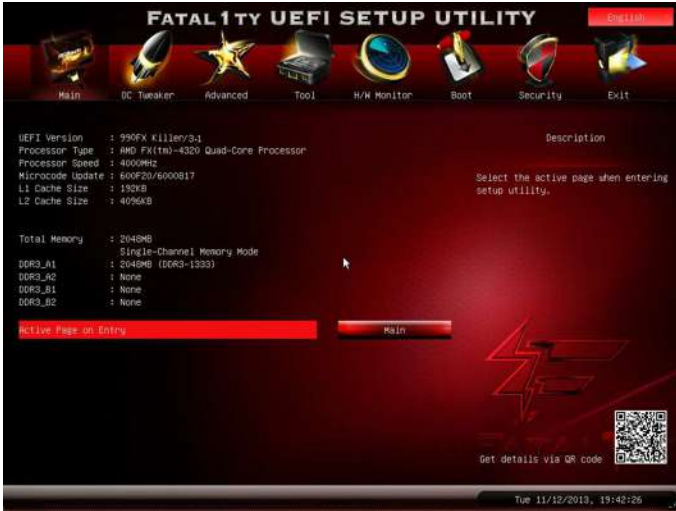 FATAL1TY UEFI SETUP UTILITY
English
Main OC Tweaker Advanced Tool H/W Monitor Boot Security Exit
UEFI Version : 990FX Killer/3.1
Processor Type : AMD FX(tm)-4320 Quad-Core Processor
Processor Speed : 4000MHz
Microcode Update : 600F20/6000817
L1 Cache Size : 192KB
L2 Cache Size : 4096KB
Total Memory : 2048MB
Single-Channel Memory Mode
DDR3_A1 : 2048MB (DDR3-1333)
DDR3_A2 : None
DDR3_B1 : None
DDR3_B2 : None
Active Page on Entry Main
Description
Select the active page when entering
setup utility.
Get details via QR code
Tue 11/12/2013, 19:42:26